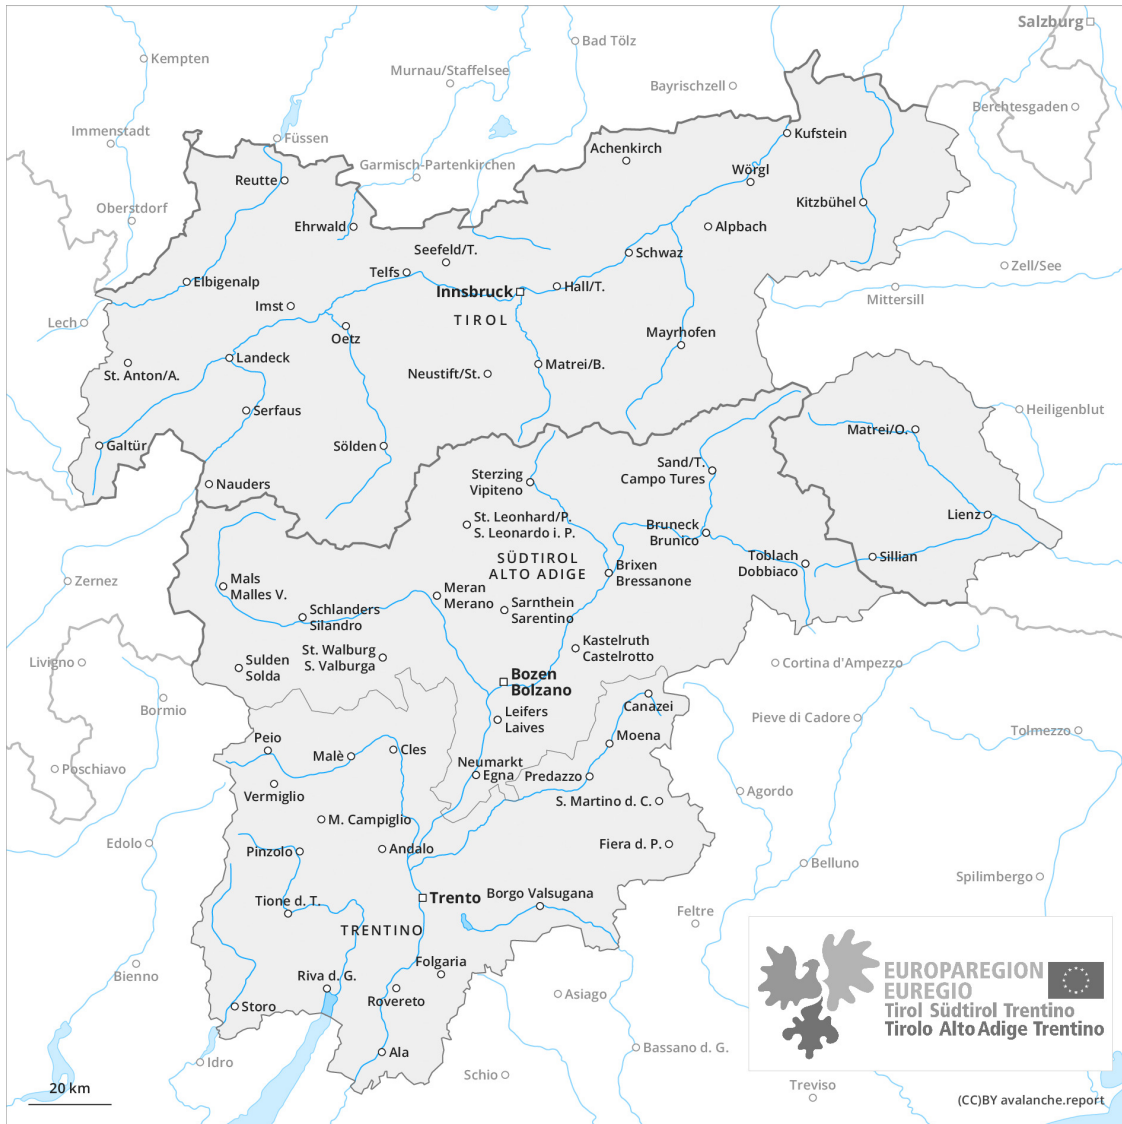 Salzburg
Bad Tölz
Kempten
Murnau/Staffelsee
Bayrischzell
Berchtesgaden
Immenstadt
Füssen
Kufstein
Achenkirch
Garmisch-Partenkirchen
Wörgl
Reutte
Kitzbühel
Oberstdorf
Ehrwald
Alpbach
Seefeld/T.
Schwaz
Zell/See
Telfs
Elbigenalp
Hall/T.
Innsbruck
Mittersill
Imst
TIROL
Lech
Oetz
Mayrhofen
Landeck
Matrei/B.
St. Anton/A.
Neustift/St.
Serfaus
Heiligenblut
Matrei/O.
Galtür
Sölden
Sand/T.
Campo Tures
Sterzing
Vipiteno
Nauders
St. Leonhard/P.
S. Leonardo i. P.
Lienz
Bruneck
Brunico
SÜDTIROL
ALTO ADIGE
Toblach
Dobbiaco
Sillian
Brixen
Bressanone
Zernez
Mals
Malles V.
Meran
Merano
Sarnthein
Sarentino
Schlanders
Silandro
Kastelruth
Castelrotto
St. Walburg
S. Valburga
Livigno
Sulden
Solda
Cortina d'Ampezzo
Bozen
Bolzano
Bormio
Canazei
Leifers
Laives
Pieve di Cadore
Tolmezzo
Peio
Moena
Malè
Cles
Neumarkt
Egna
Predazzo
Poschiavo
Vermiglio
Agordo
S. Martino d. C.
M. Campiglio
Edolo
Pinzolo
Andalo
Fiera d. P.
Belluno
Spilimbergo
Tione d. T.
Trento
Borgo Valsugana
Feltre
TRENTINO
Folgaria
Bienno
Riva d. G.
Rovereto
Asiago
Storo
EUROPAREGION
EUREGIO
Tirol Südtirol Trentino
Tirolo Alto Adige Trentino
Ala
Idro
Bassano d. G.
Schio
Treviso
20 km
(CC)BY avalanche.report